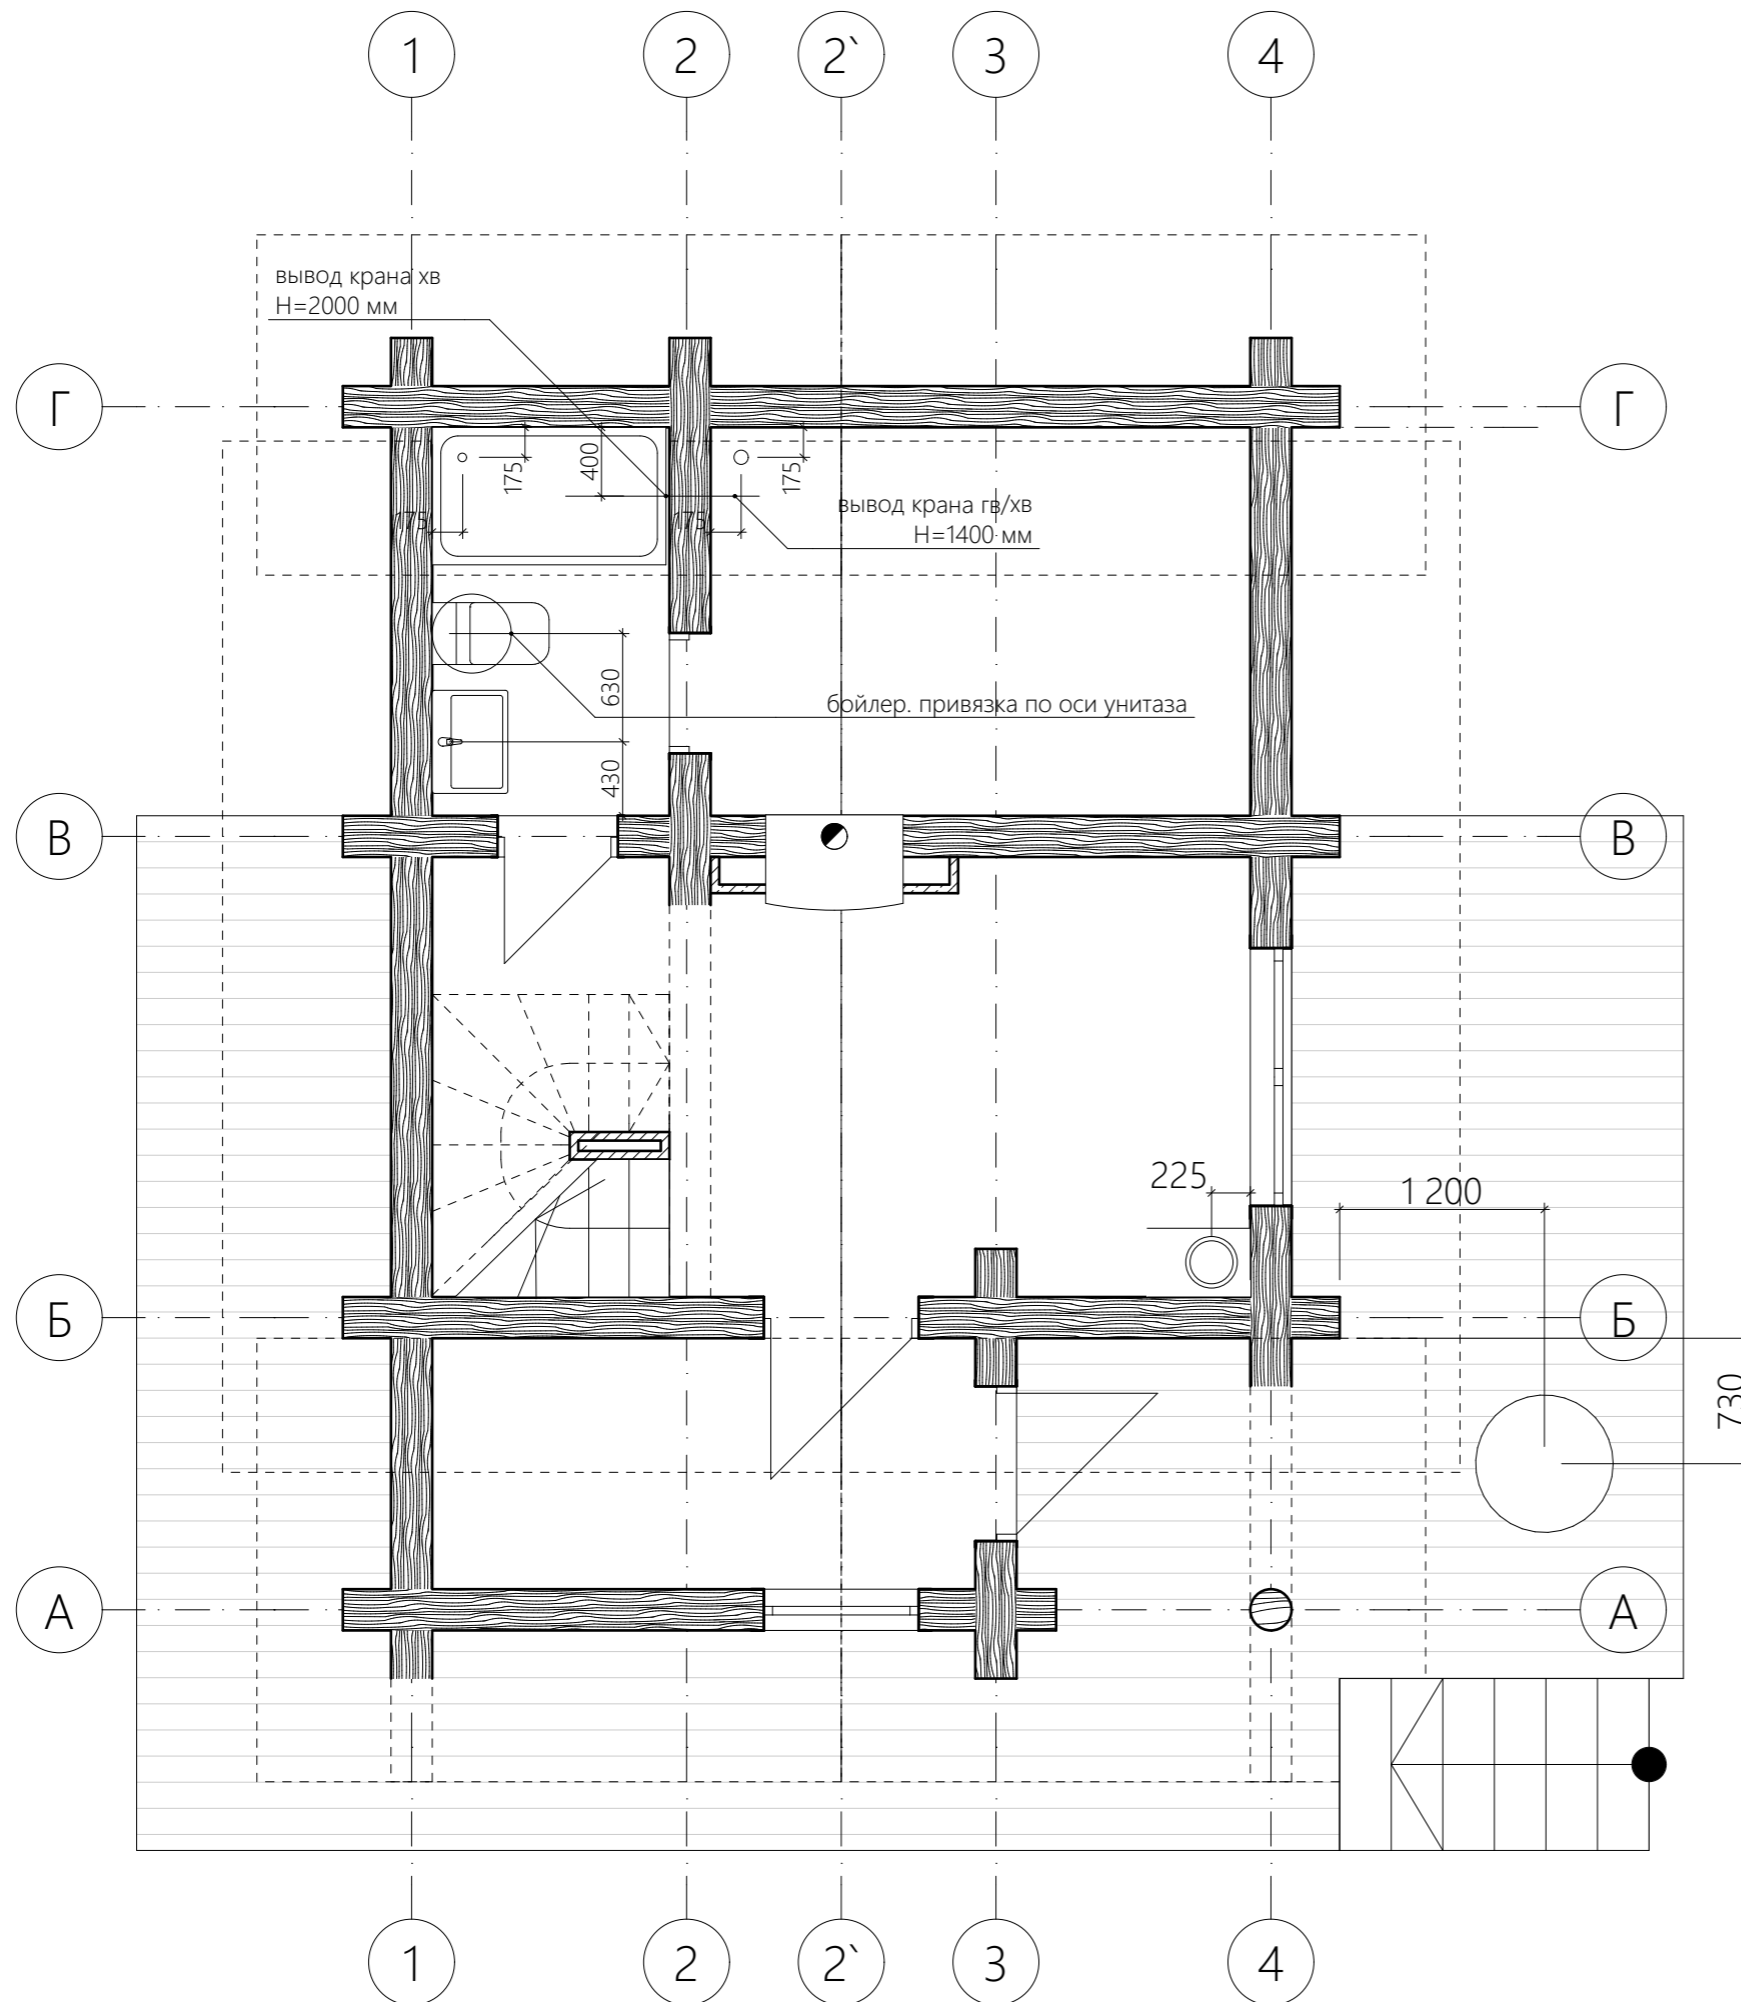 1 2 2` 3 4
вывод крана хв
H=2000 мм
Г Г
175 400 175
175 175
вывод крана гв/хв
H=1400 мм
630
бойлер. привязка по оси унитаза
430
В В
225 1 200
Б Б
730
А А
1 2 2` 3 4